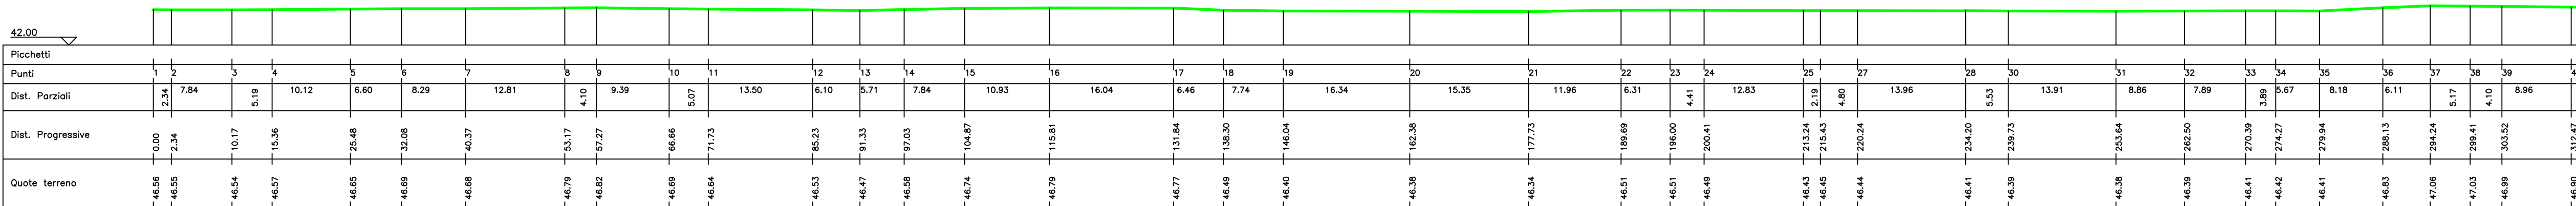 42.00
Picchetti
Punti 1 2 3 4 5 6 7 8 9 10 11 12 13 14 15 16 17 18 19 20 21 22 23 24 25 27 28 30 31 32 33 34 35 36 37 38 39 4
Dist. Parziali 2.34 7.84 5.19 10.12 6.60 8.29 12.81 4.10 9.39 5.07 13.50 6.10 5.71 7.84 10.93 16.04 6.46 7.74 16.34 15.35 11.96 6.31 4.41 12.83 2.19 4.80 13.96 5.53 13.91 8.86 7.89 3.89 5.67 8.18 6.11 5.17 4.10 8.96
Dist. Progressive 0.00 2.34 10.17 15.36 25.48 32.08 40.37 53.17 57.27 66.66 71.73 85.23 91.33 97.03 104.87 115.81 131.84 138.30 146.04 162.38 177.73 189.69 196.00 200.41 213.24 215.43 220.24 234.20 239.73 253.64 262.50 270.39 274.27 279.94 288.13 294.24 299.41 303.52 312.47
Quote terreno 46.56 46.55 46.54 46.57 46.65 46.69 46.68 46.79 46.82 46.69 46.64 46.53 46.47 46.58 46.74 46.79 46.77 46.49 46.40 46.38 46.34 46.51 46.51 46.49 46.43 46.45 46.44 46.41 46.39 46.38 46.39 46.41 46.42 46.41 46.83 47.06 47.03 46.99 46.90